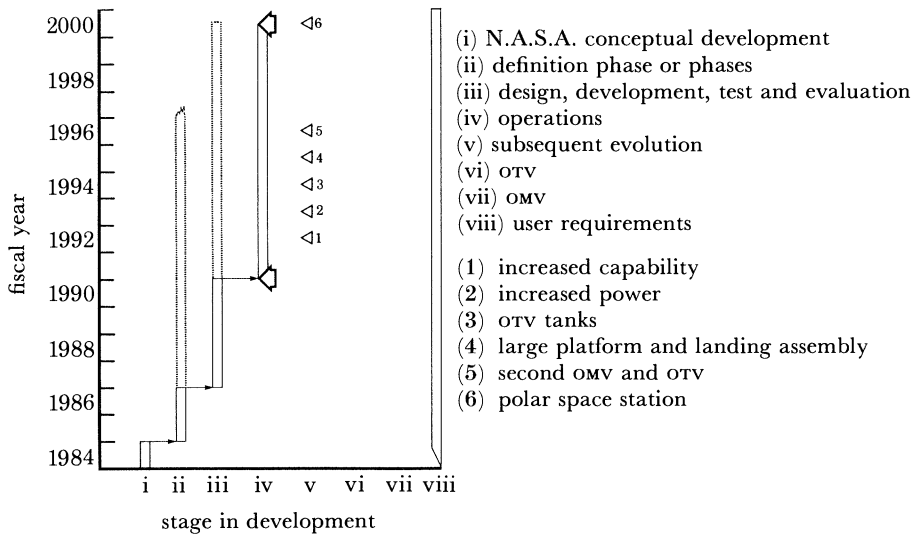 2000
1998
1996
1994
1992
1990
1988
1986
1984
fiscal year
6
5
4
3
2
1
i ii iii iv v vi vii viii
stage in development
(i) N.A.S.A. conceptual development
(ii) definition phase or phases
(iii) design, development, test and evaluation
(iv) operations
(v) subsequent evolution
(vi) OTV
(vii) OMV
(viii) user requirements
(1) increased capability
(2) increased power
(3) OTV tanks
(4) large platform and landing assembly
(5) second OMV and OTV
(6) polar space station